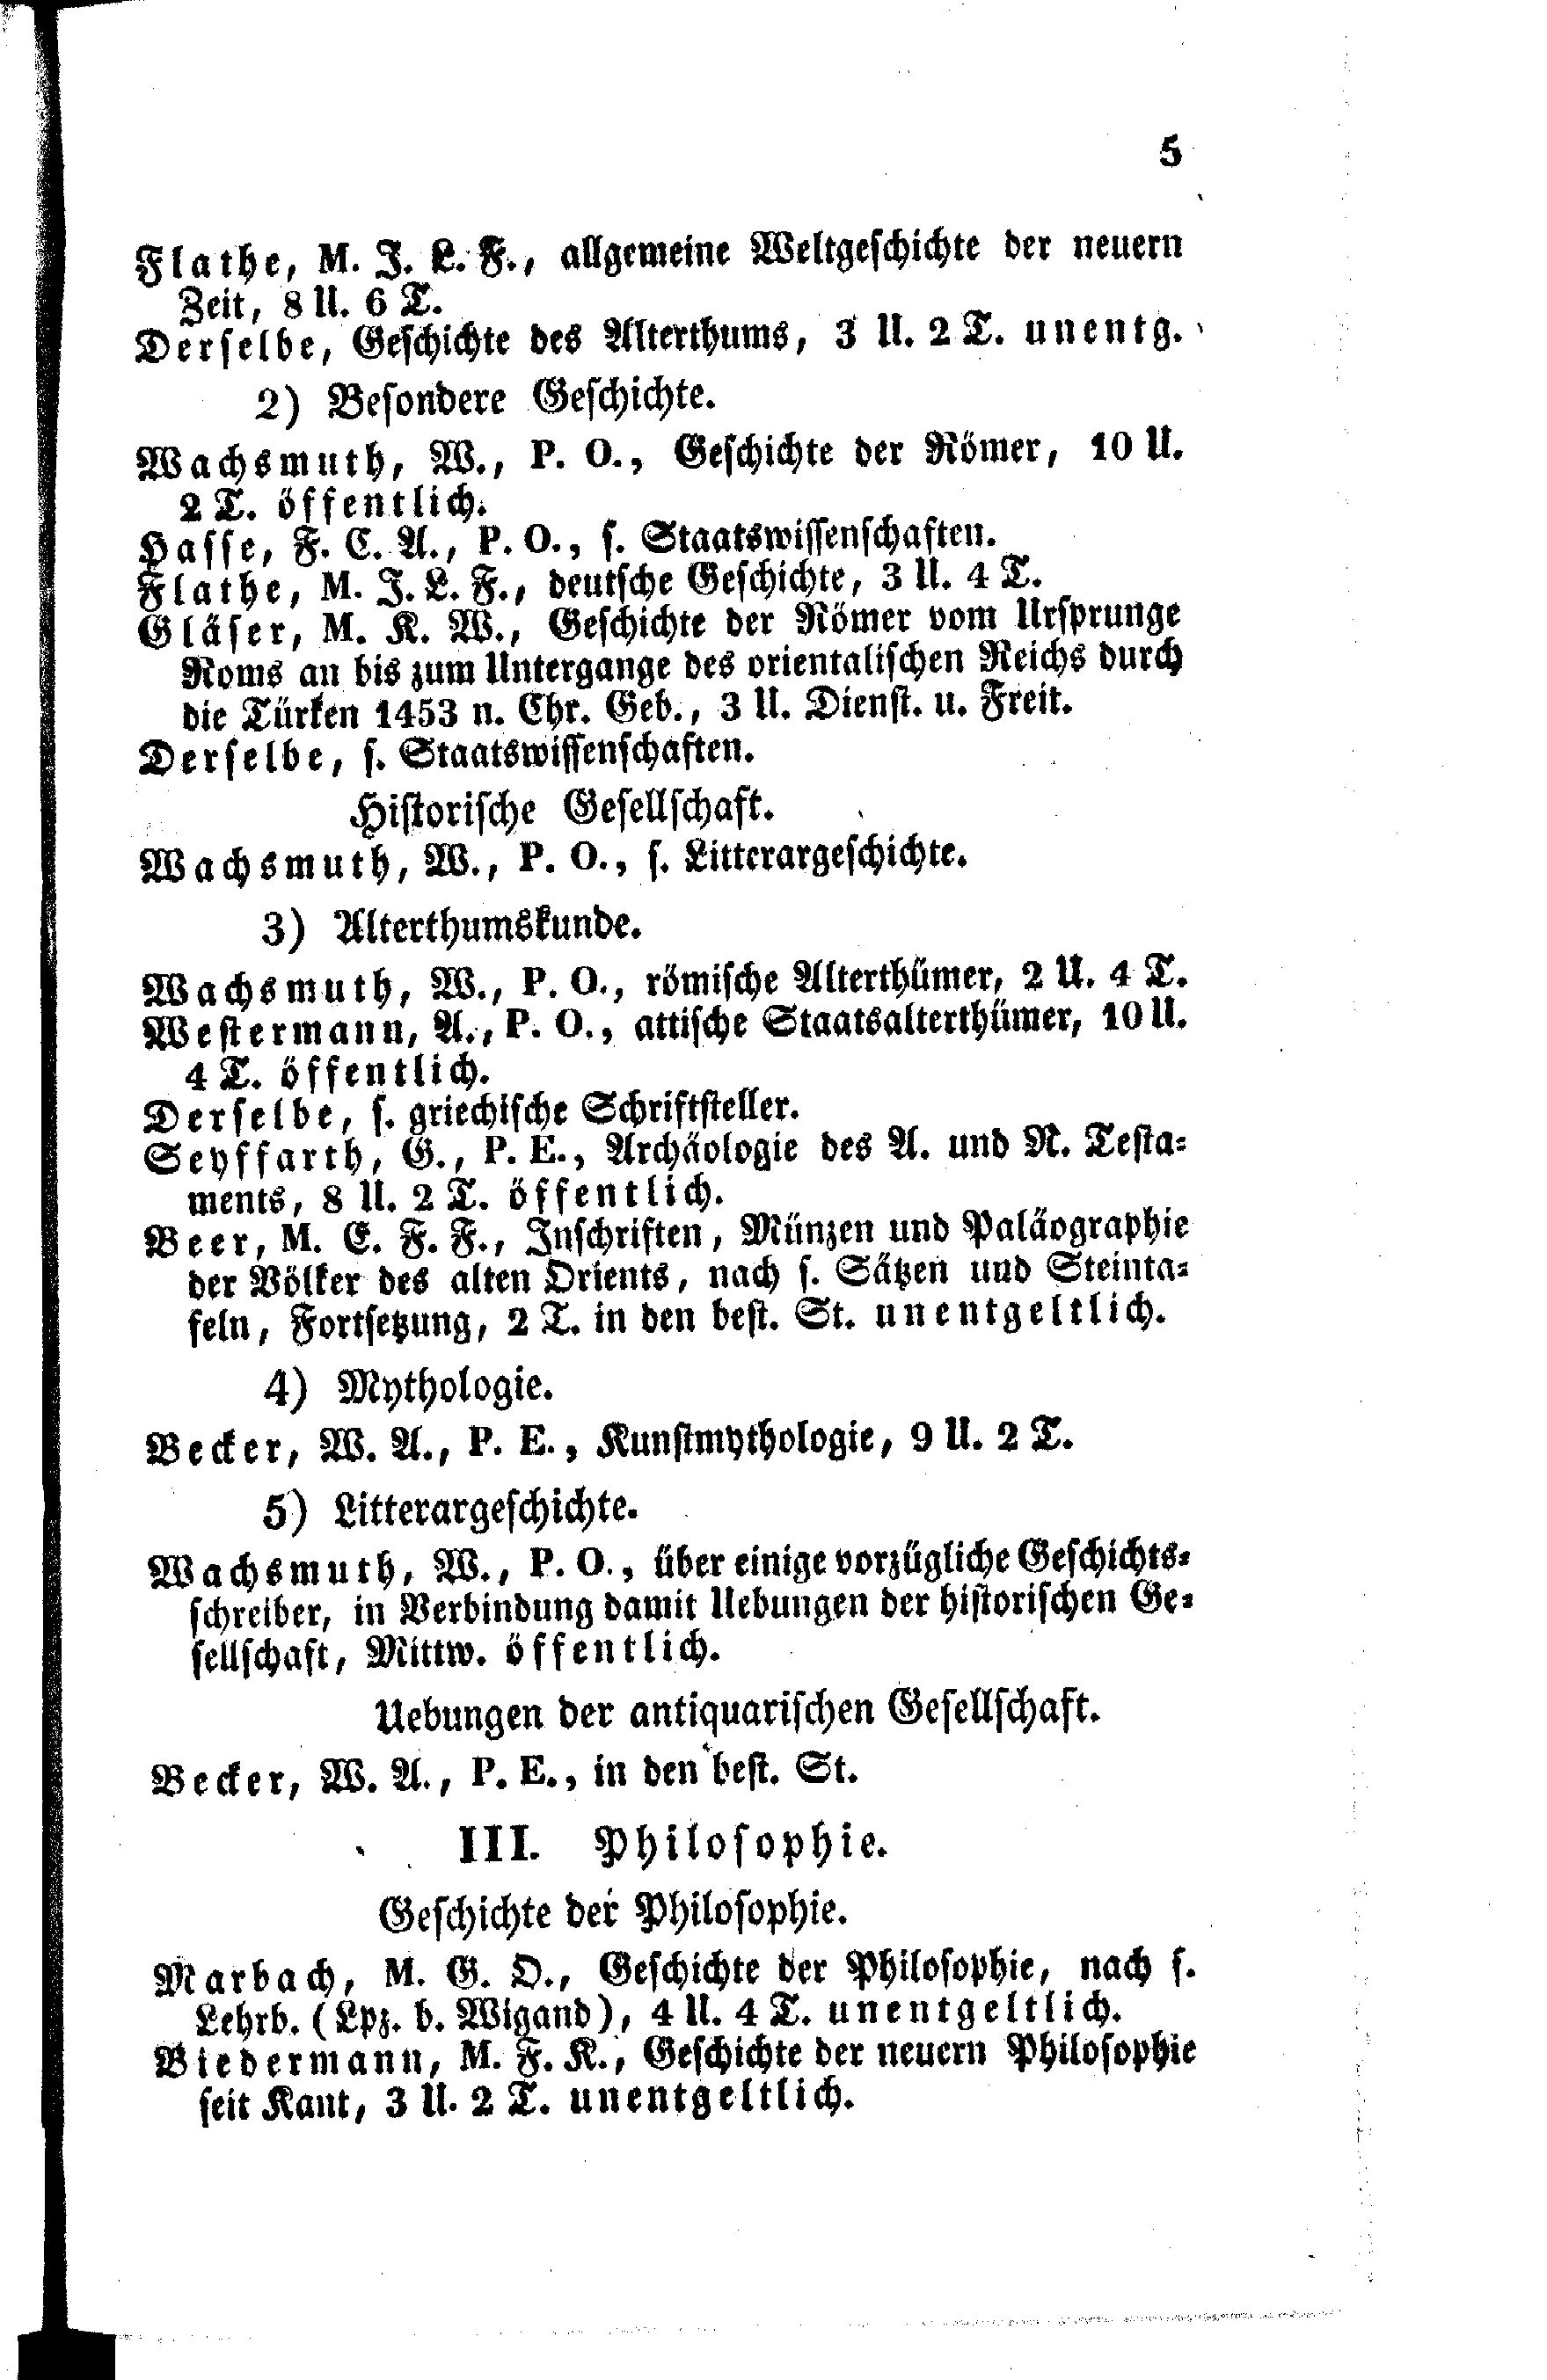 5
Flathe, M. J. L. F., allgemeine Weltgeschichte der neuern
Zeit, 8 U. 6 T.
Derselbe, Geschichte des Alterthums, 3 U. 2 T. unentg.
2) Besondere Geschichte.
Wachsmuth, W., P. O., Geschichte der Römer, 10 U.
2 T. öffentlich.
Hasse, F. C. A., P. O., s. Staatswissenschaften.
Flathe, M. J. L. F., deutsche Geschichte, 3 U. 4 T.
Gläser, M. K. W., Geschichte der Römer vom Ursprunge
Roms an bis zum Untergange des orientalischen Reichs durch
die Türken 1453 n. Chr. Geb., 3 U. Dienst. u. Freit.
Derselbe, s. Staatswissenschaften.
Historische Gesellschaft.
Wachsmuth, W., P. O., s. Litterargeschichte.
3) Alterthumskunde.
Wachsmuth, W., P. O., römische Alterthümer, 2 U. 4 T.
Westermann, A., P. O., attische Staatsalterthümer, 10 U.
4 T. öffentlich.
Derselbe, s. griechische Schriftsteller.
Seyffarth, G., P. E., Archäologie des A. und N. Testa-
ments, 8 U. 2 T. öffentlich.
Beer, M. E. F. F., Inschriften, Münzen und Paläographie
der Völker des alten Orients, nach s. Sätzen und Steinta-
feln, Fortsetzung, 2 T. in den best. St. unentgeltlich.
4) Mythologie.
Becker, W. A., P. E., Kunstmythologie, 9 U. 2 T.
5) Litterargeschichte.
Wachsmuth, W., P. O., über einige vorzügliche Geschichts-
schreiber, in Verbindung damit Uebungen der historischen Ge-
sellschaft, Mittw. öffentlich.
Uebungen der antiquarischen Gesellschaft.
Becker, W. A., P. E., in den best. St.
III. Philosophie.
Geschichte der Philosophie.
Marbach, M. G. O., Geschichte der Philosophie, nach s.
Lehrb. (Lpz. b. Wigand), 4 U. 4 T. unentgeltlich.
Biedermann, M. F. K., Geschichte der neuern Philosophie
seit Kant, 3 U. 2 T. unentgeltlich.